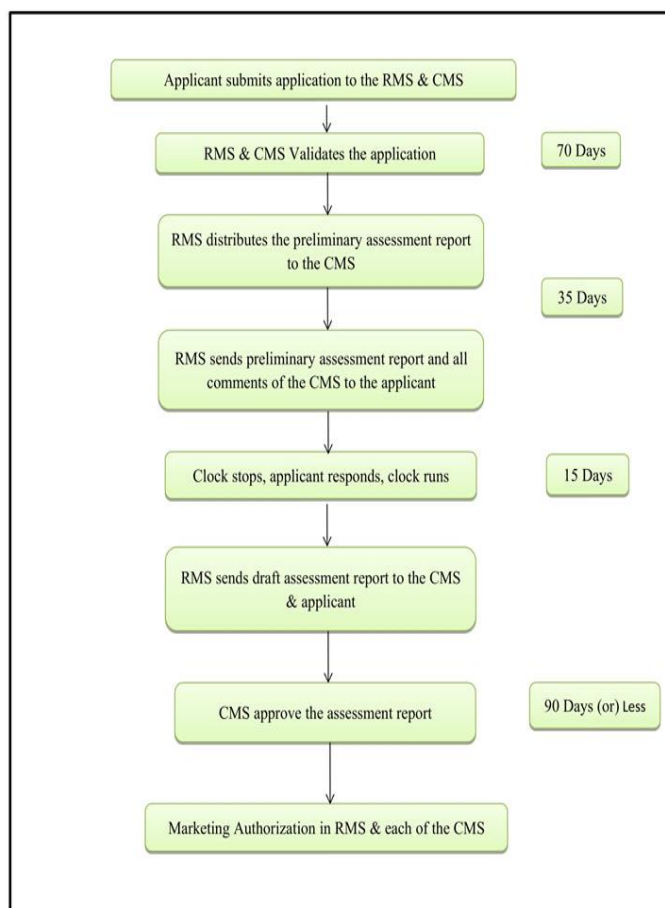 Applicant submits application to the RMS & CMS
RMS & CMS Validates the application
70 Days
RMS distributes the preliminary assessment report
to the CMS
35 Days
RMS sends preliminary assessment report and all
comments of the CMS to the applicant
Clock stops, applicant responds, clock runs
15 Days
RMS sends draft assessment report to the CMS
& applicant
CMS approve the assessment report
90 Days (or) Less
Marketing Authorization in RMS & each of the CMS